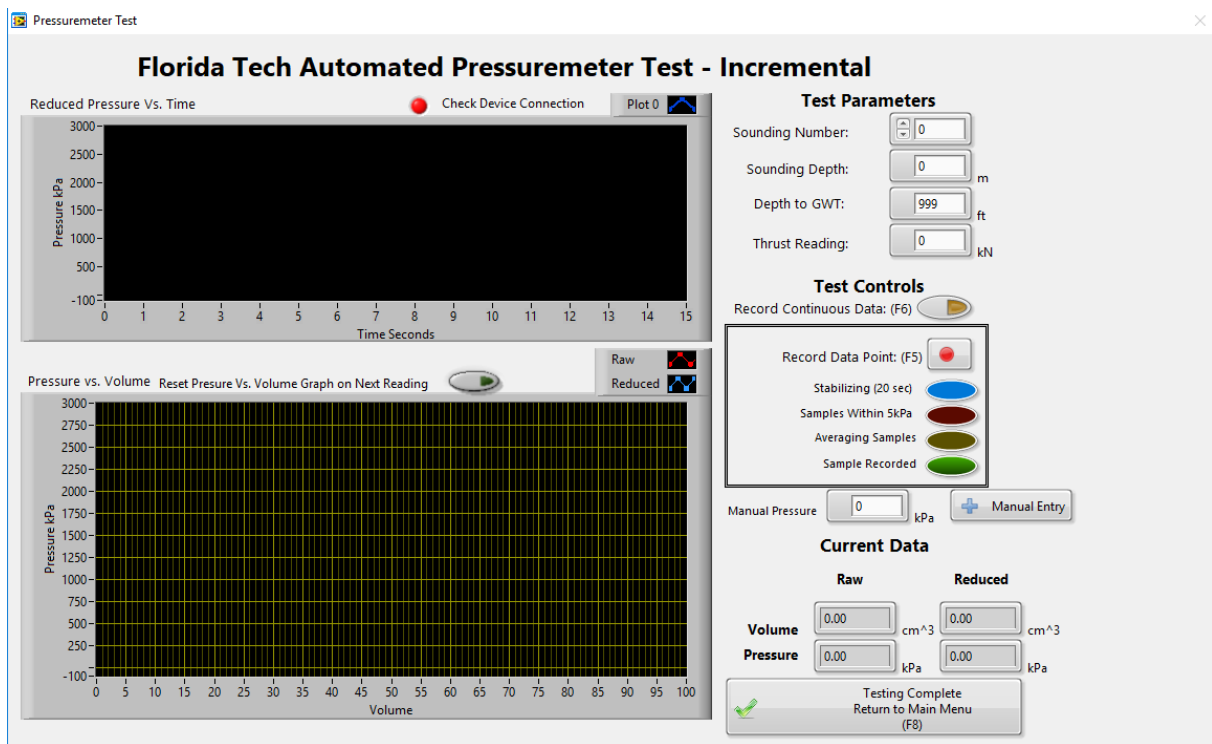 Pressuremeter Test
Florida Tech Automated Pressuremeter Test - Incremental
Reduced Pressure Vs. Time
Check Device Connection
Plot 0
Pressure kPa
3000
2500
2000
1500
1000
500
-100
0 1 2 3 4 5 6 7 8 9 10 11 12 13 14 15
Time Seconds
Pressure vs. Volume
Reset Presure Vs. Volume Graph on Next Reading
Raw
Reduced
Pressure kPa
3000
2750
2500
2250
2000
1750
1500
1250
1000
750
500
250
-100
0 5 10 15 20 25 30 35 40 45 50 55 60 65 70 75 80 85 90 95 100
Volume
Test Parameters
Sounding Number: 0
Sounding Depth: 0 m
Depth to GWT: 999 ft
Thrust Reading: 0 kN
Test Controls
Record Continuous Data: (F6)
Record Data Point: (F5)
Stabilizing (20 sec)
Samples Within 5kPa
Averaging Samples
Sample Recorded
Manual Pressure 0 kPa Manual Entry
Current Data
Raw Reduced
Volume 0.00 cm^3 0.00 cm^3
Pressure 0.00 kPa 0.00 kPa
Testing Complete
Return to Main Menu
(F8)